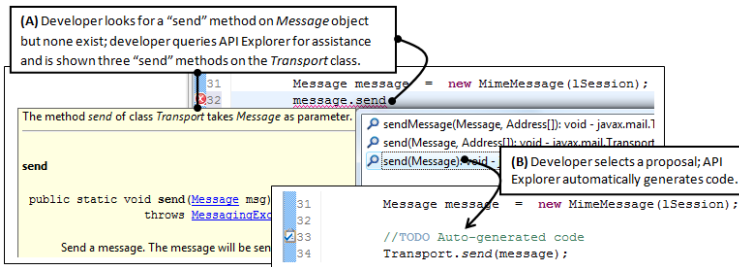 (A) Developer looks for a “send” method on Message object
but none exist; developer queries API Explorer for assistance
and is shown three “send” methods on the Transport class.
31 Message message = new MimeMessage(lSession);
32 message.send
The method send of class Transport takes Message as parameter.
send
public static void send(Message msg)
throws MessagingExc
Send a message. The message will be sen
sendMessage(Message, Address[]): void - javax.mail.T
send(Message, Address[]): void - javax.mail.Transport
send(Message): void -
(B) Developer selects a proposal; API
Explorer automatically generates code.
31 Message message = new MimeMessage(lSession);
32
33 //TODO Auto-generated code
34 Transport.send(message);